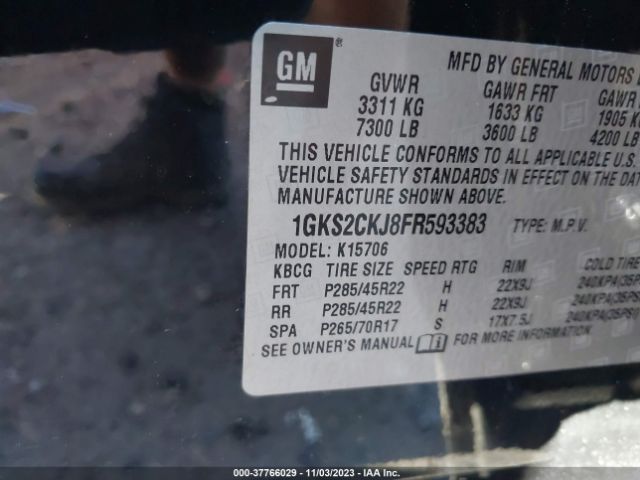 GM ®
MFD BY GENERAL MOTORS
GVWR GAWR FRT GAWR
3311 KG 1633 KG 1905 KG
7300 LB 3600 LB 4200 LB
THIS VEHICLE CONFORMS TO ALL APPLICABLE U.S.
VEHICLE SAFETY STANDARDS IN EFFECT ON THE DATE
MANUFACTURE SHOWN ABOVE.
1GKS2CKJ8FR593383 TYPE: M.P.V.
MODEL: K15706
KBCG TIRE SIZE SPEED RTG RIM COLD TIRE
FRT P285/45R22 H 22X9J 240KPA(35PSI)
RR P285/45R22 H 22X9J 240KPA(35PSI)
SPA P265/70R17 S 17X7.5J 240KPA(35PSI)
SEE OWNER'S MANUAL i FOR MORE INFORMATION
000-37766029 - 11/03/2023 - IAA Inc.